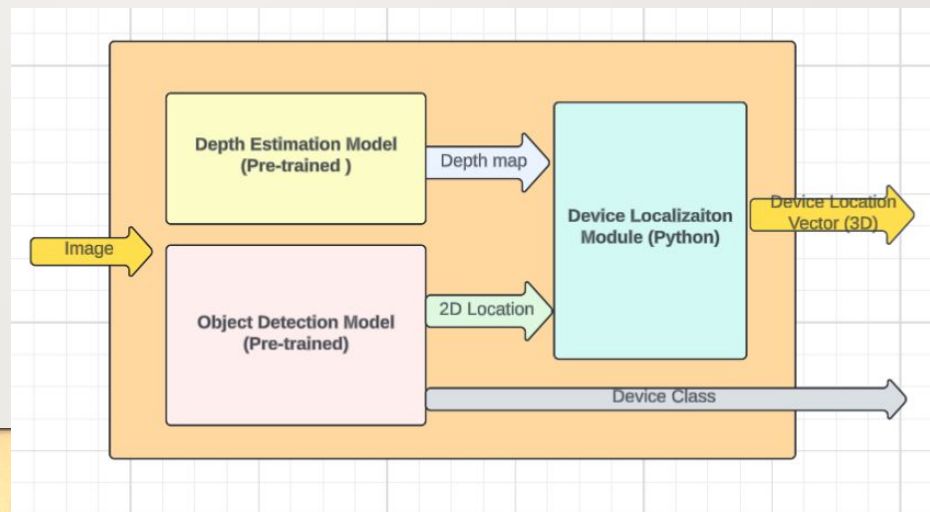 Depth Estimation Model
(Pre-trained )
Depth map
Device Localizaiton
Module (Python)
Device Location
Vector (3D)
Image
Object Detection Model
(Pre-trained)
2D Location
Device Class